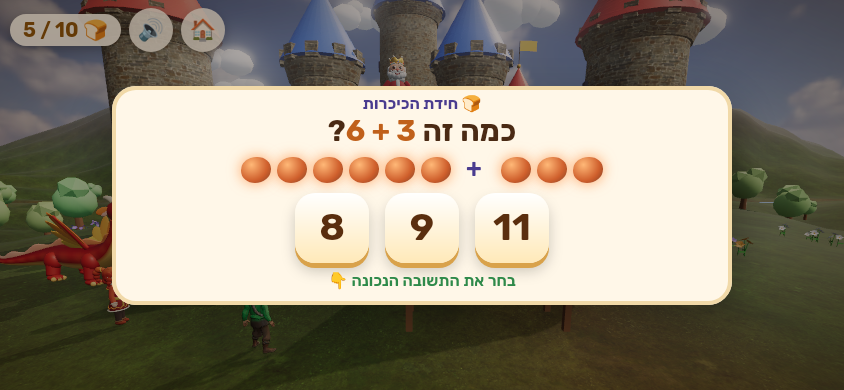 5 / 10
חידת הכיכרות
כמה זה 6 + 3?
+
8 9 11
בחר את התשובה הנכונה